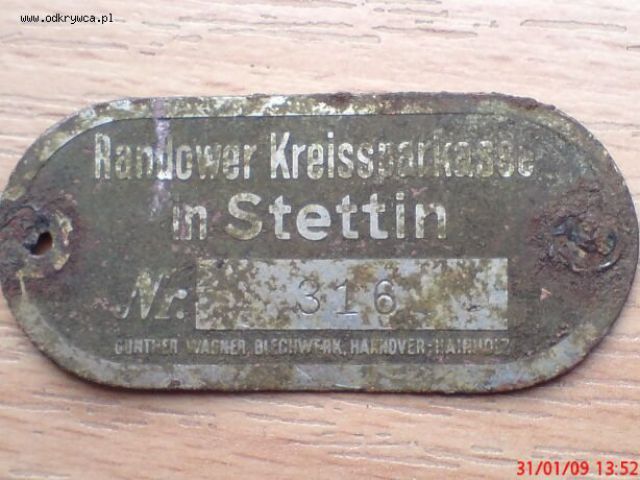 www.odkrywca.pl
Randower Kreissparkasse
in Stettin
Nr. 316
GÜNTHER WAGNER, BLECHWERK, HANNOVER-HAINHOLZ
31/01/09 13:52